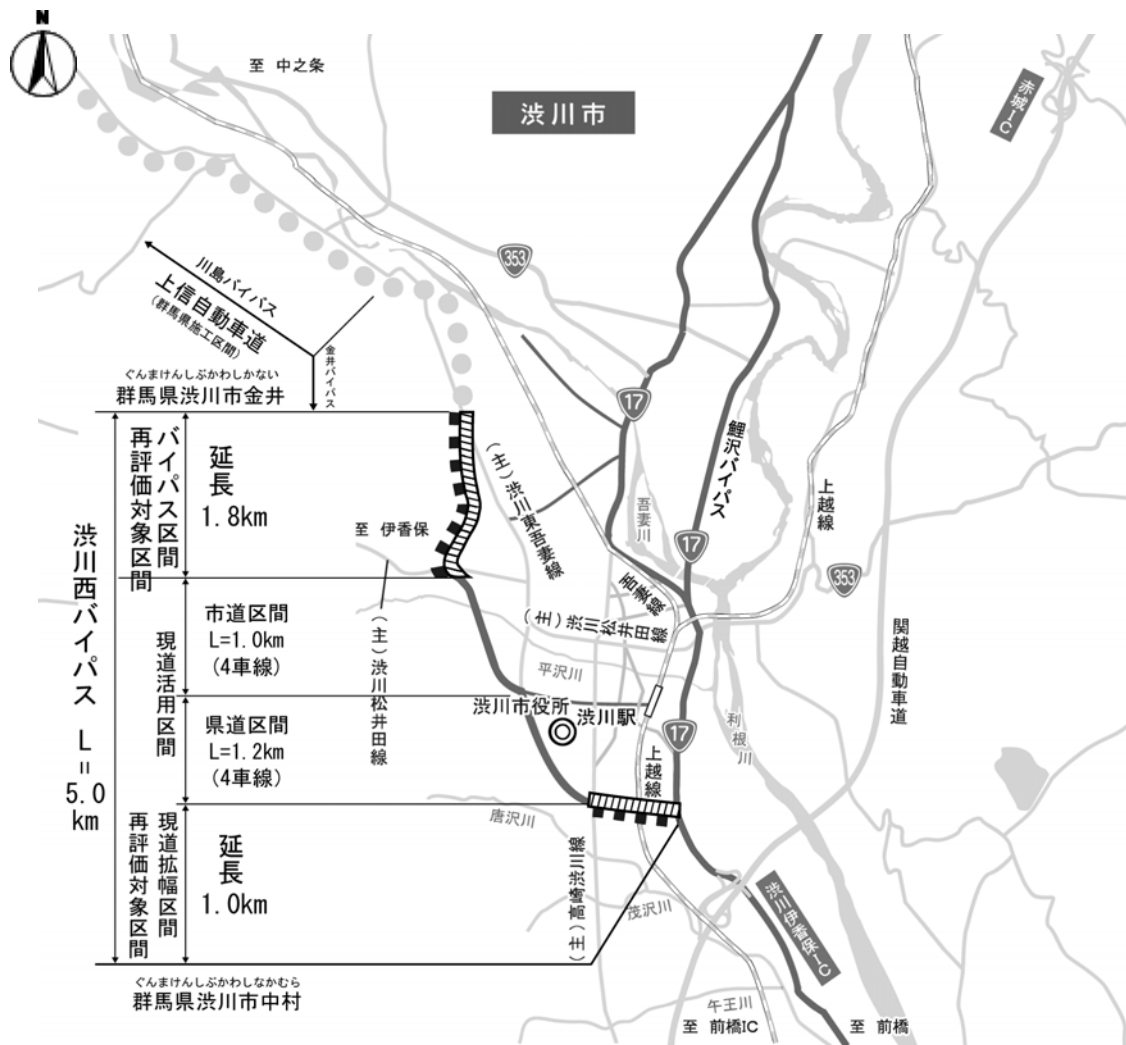 N
至 中之条
渋川市
赤城IC
353
川島バイパス
上信自動車道
(群馬県施工区間)
金井バイパス
ぐんまけんしぶかわしかない
群馬県渋川市金井
17
鯉沢バイパス
上越線
バイパス区間
再評価対象区間
延長
1.8km
(主)渋川東吾妻線
吾妻川
至 伊香保
17
353
吾妻線
(主)渋川松井田線
渋川西バイパス L=5.0km
現道活用区間
市道区間
L=1.0km
(4車線)
(主)渋川松井田線
平沢川
関越自動車道
渋川市役所
渋川駅
利根川
県道区間
L=1.2km
(4車線)
17
上越線
唐沢川
現道拡幅区間
再評価対象区間
延長
1.0km
(主)高崎渋川線
茂沢川
渋川伊香保IC
ぐんまけんしぶかわしなかむら
群馬県渋川市中村
午王川
至 前橋IC
至 前橋